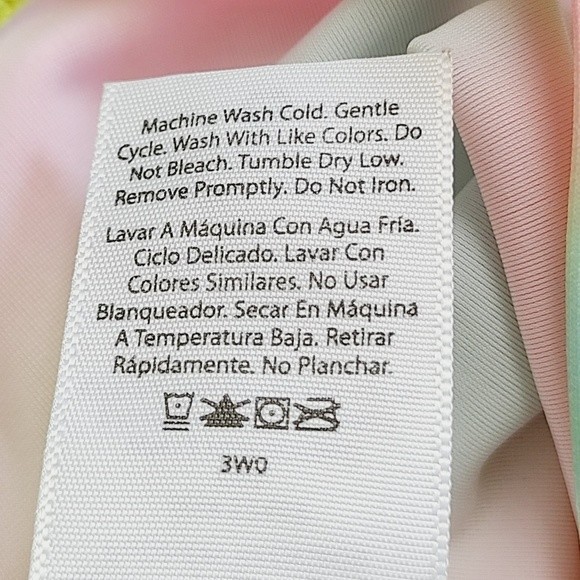 Machine Wash Cold. Gentle
Cycle. Wash With Like Colors. Do
Not Bleach. Tumble Dry Low.
Remove Promptly. Do Not Iron.
Lavar A Máquina Con Agua Fría.
Ciclo Delicado. Lavar Con
Colores Similares. No Usar
Blanqueador. Secar En Máquina
A Temperatura Baja. Retirar
Rápidamente. No Planchar.
3W0